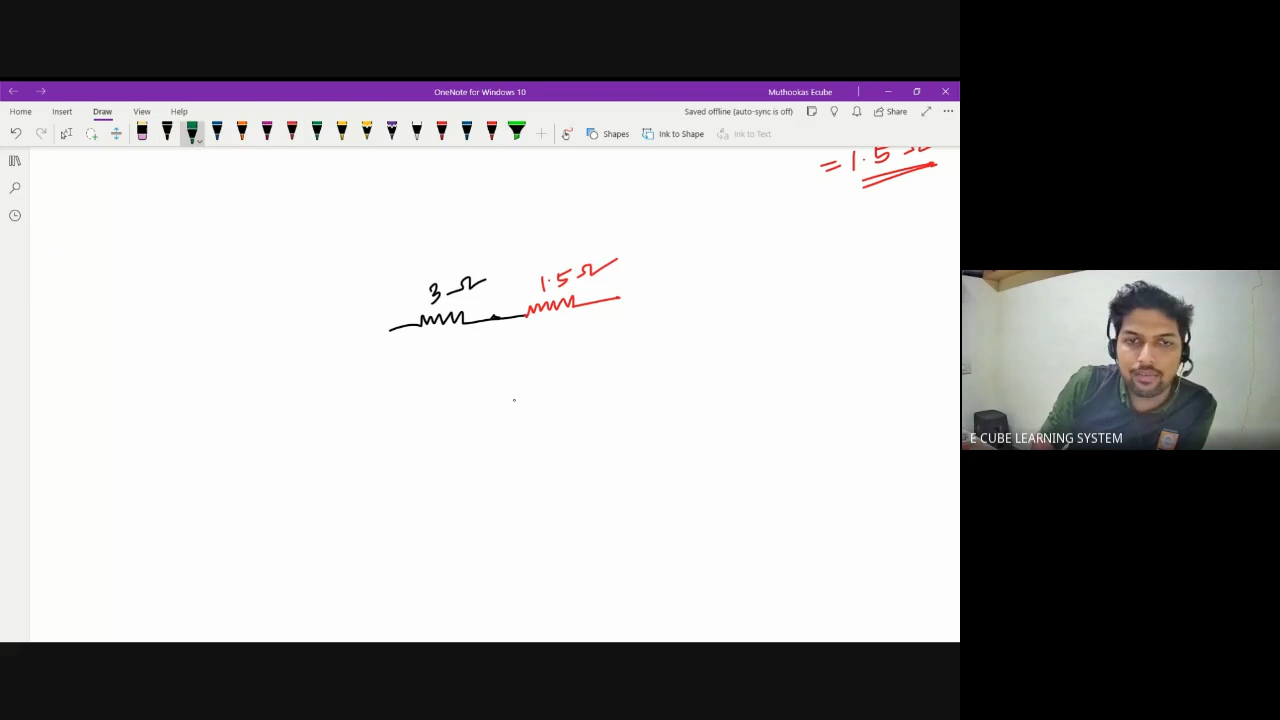 OneNote for Windows 10
Muthookas Ecube
Home Insert Draw View Help
Saved offline (auto-sync is off)
Share
Shapes
Ink to Shape
Ink to Text
= 1.5 Ω
3 Ω
1.5 Ω
E CUBE LEARNING SYSTEM